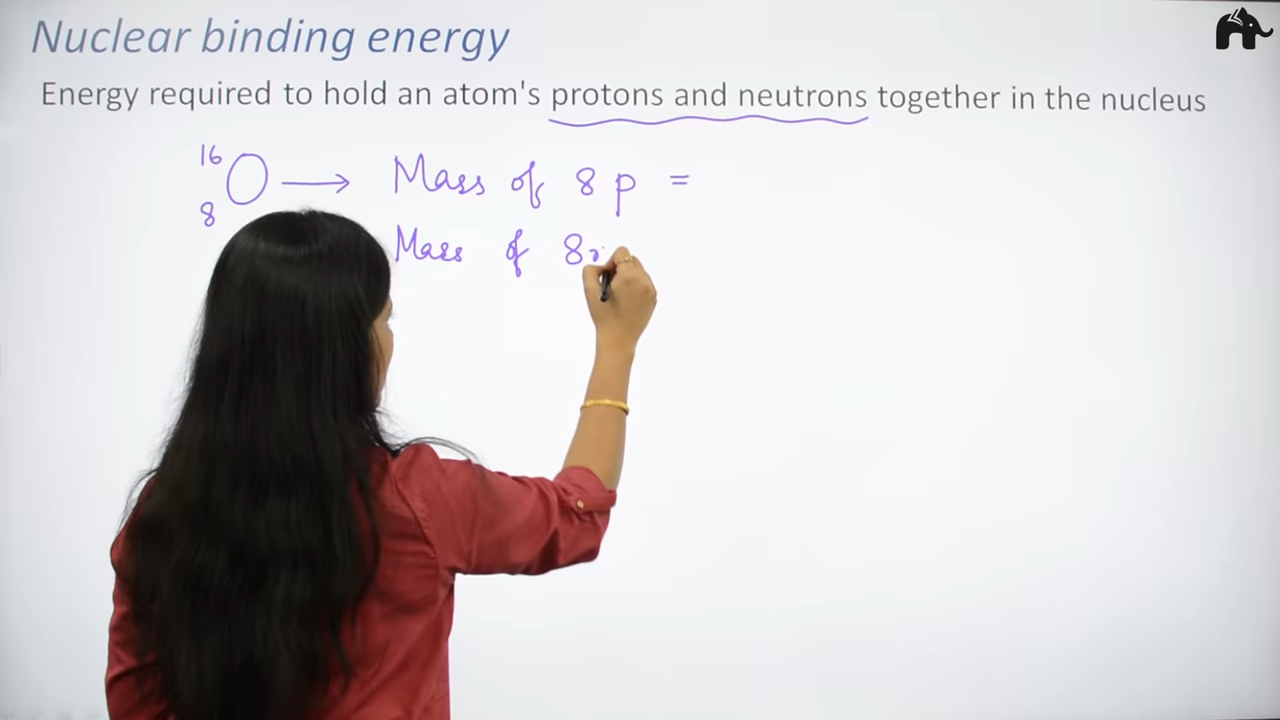 Nuclear binding energy
Energy required to hold an atom's protons and neutrons together in the nucleus
16
8 O → Mass of 8 p =
Mass of 8